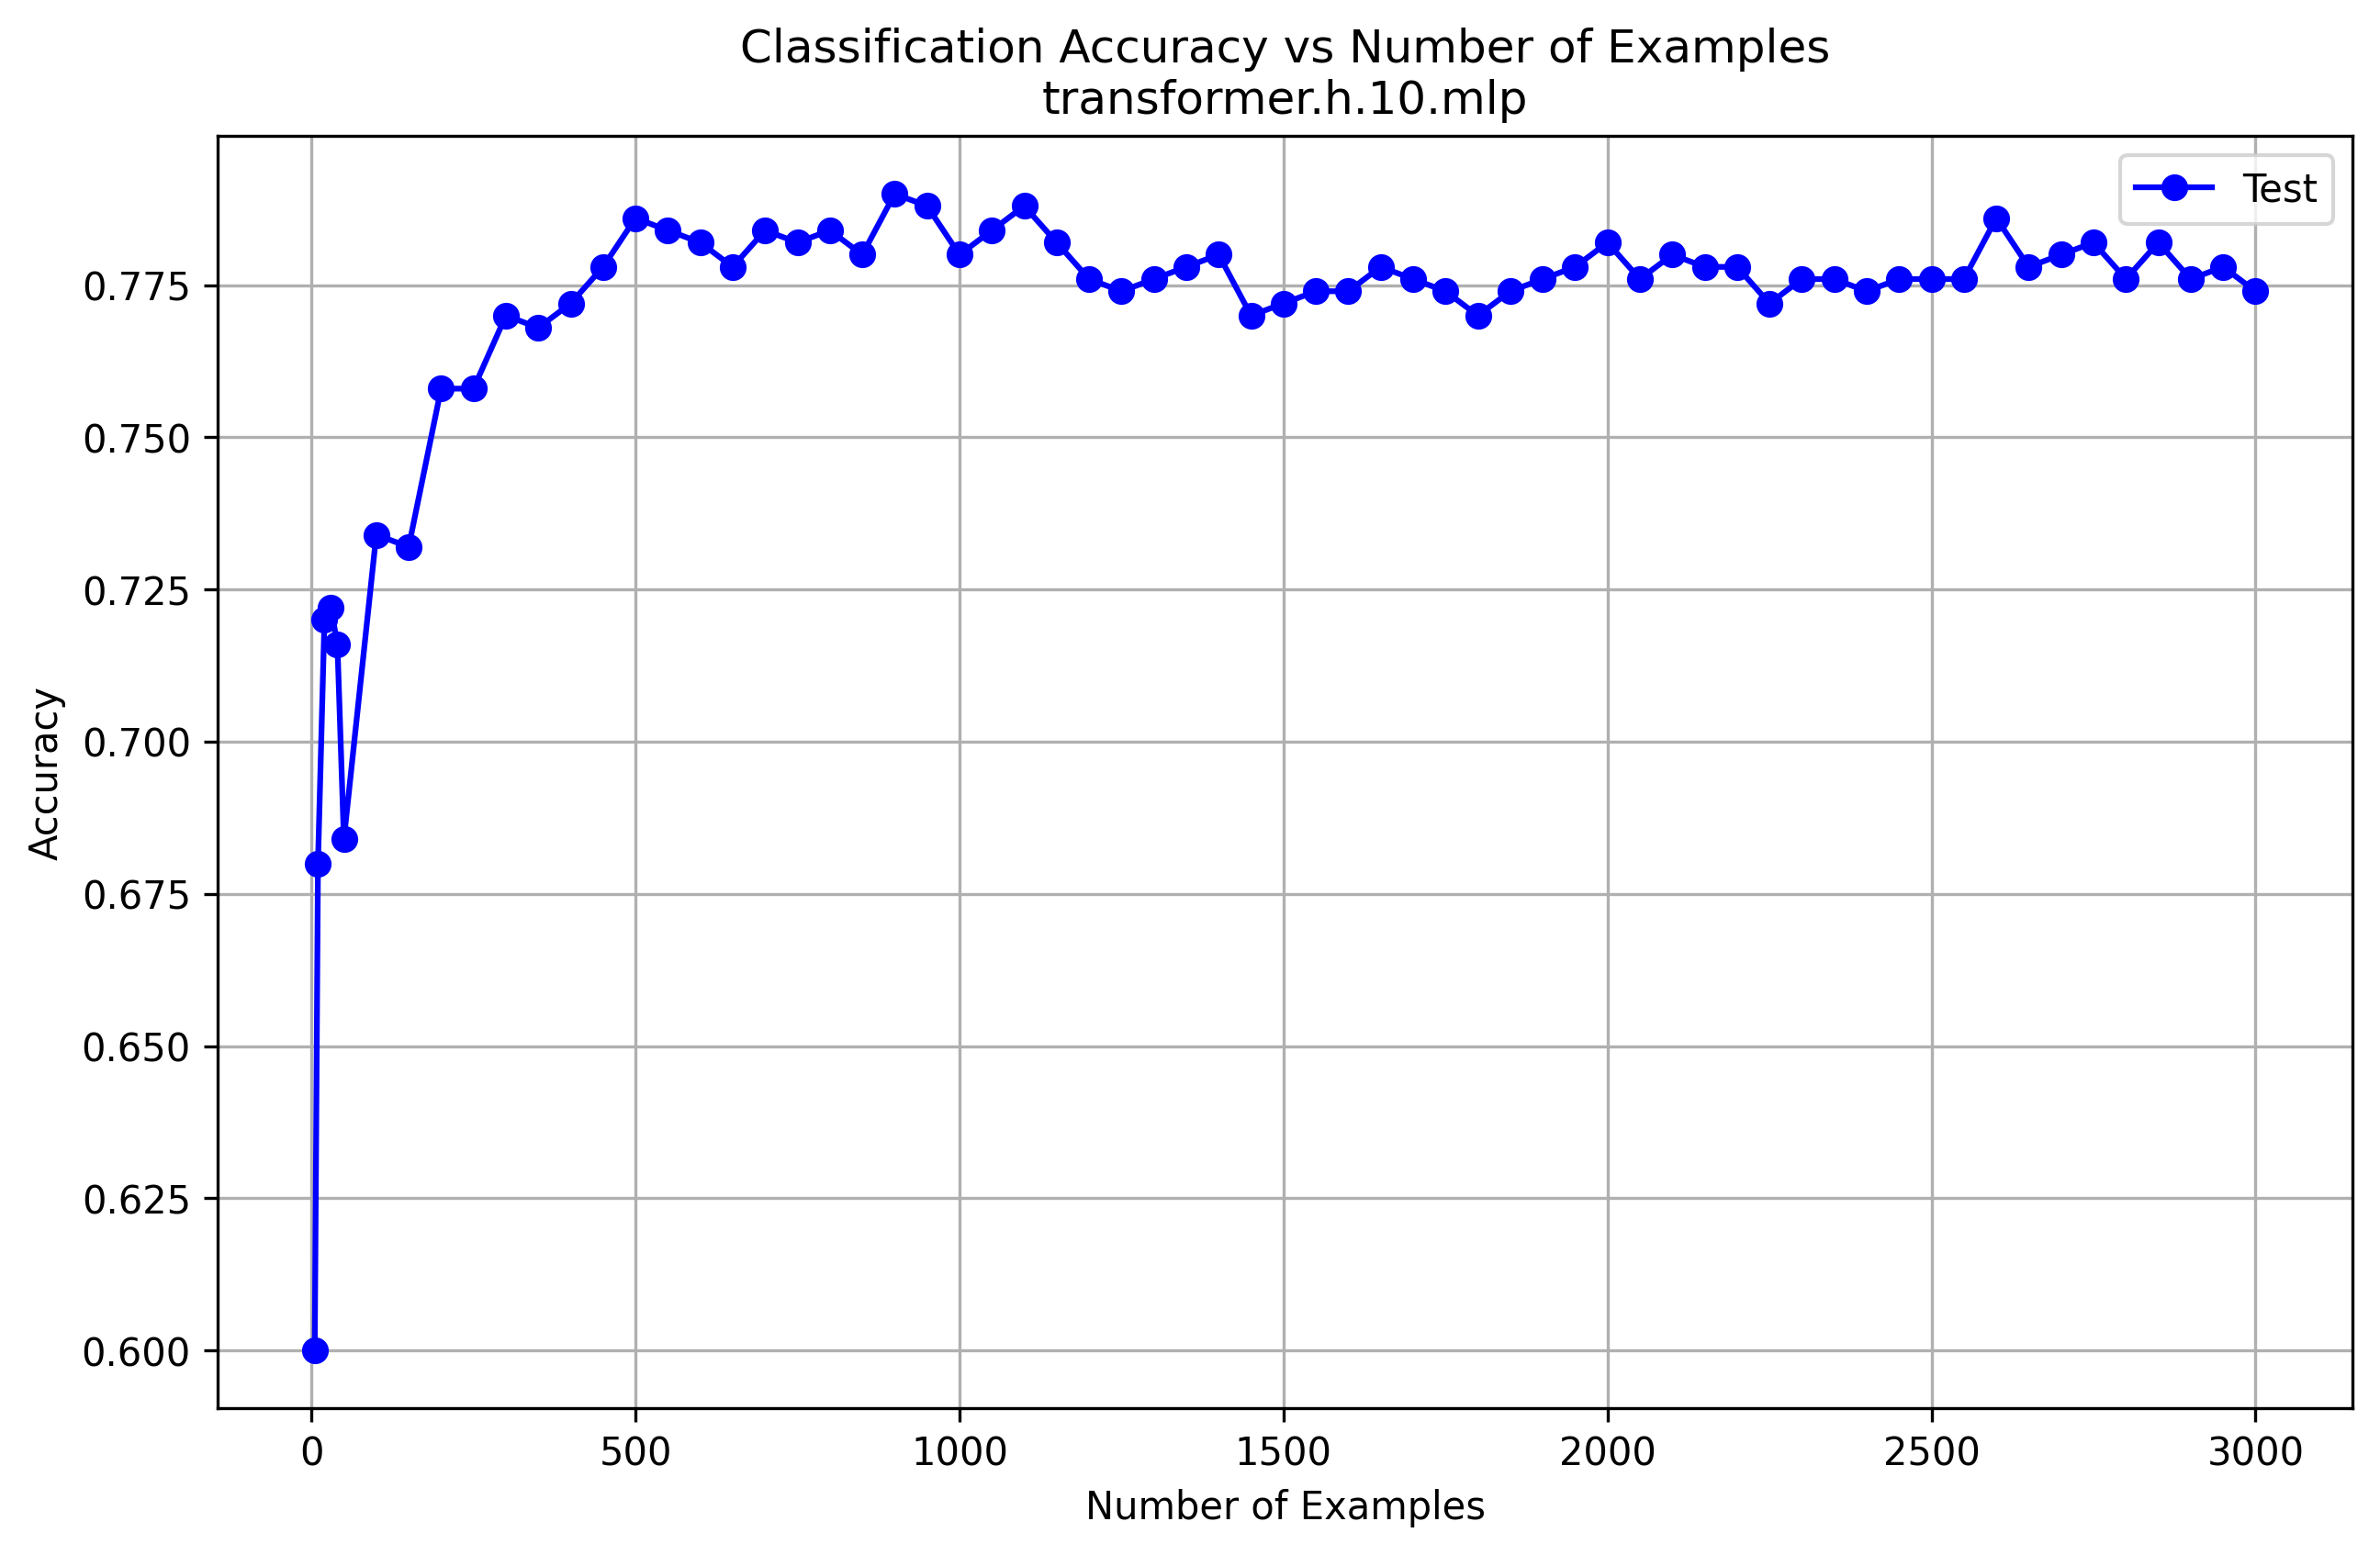 Classification Accuracy vs Number of Examples
transformer.h.10.mlp
Test
0.775
0.750
0.725
0.700
0.675
0.650
0.625
0.600
Accuracy
0 500 1000 1500 2000 2500 3000
Number of Examples